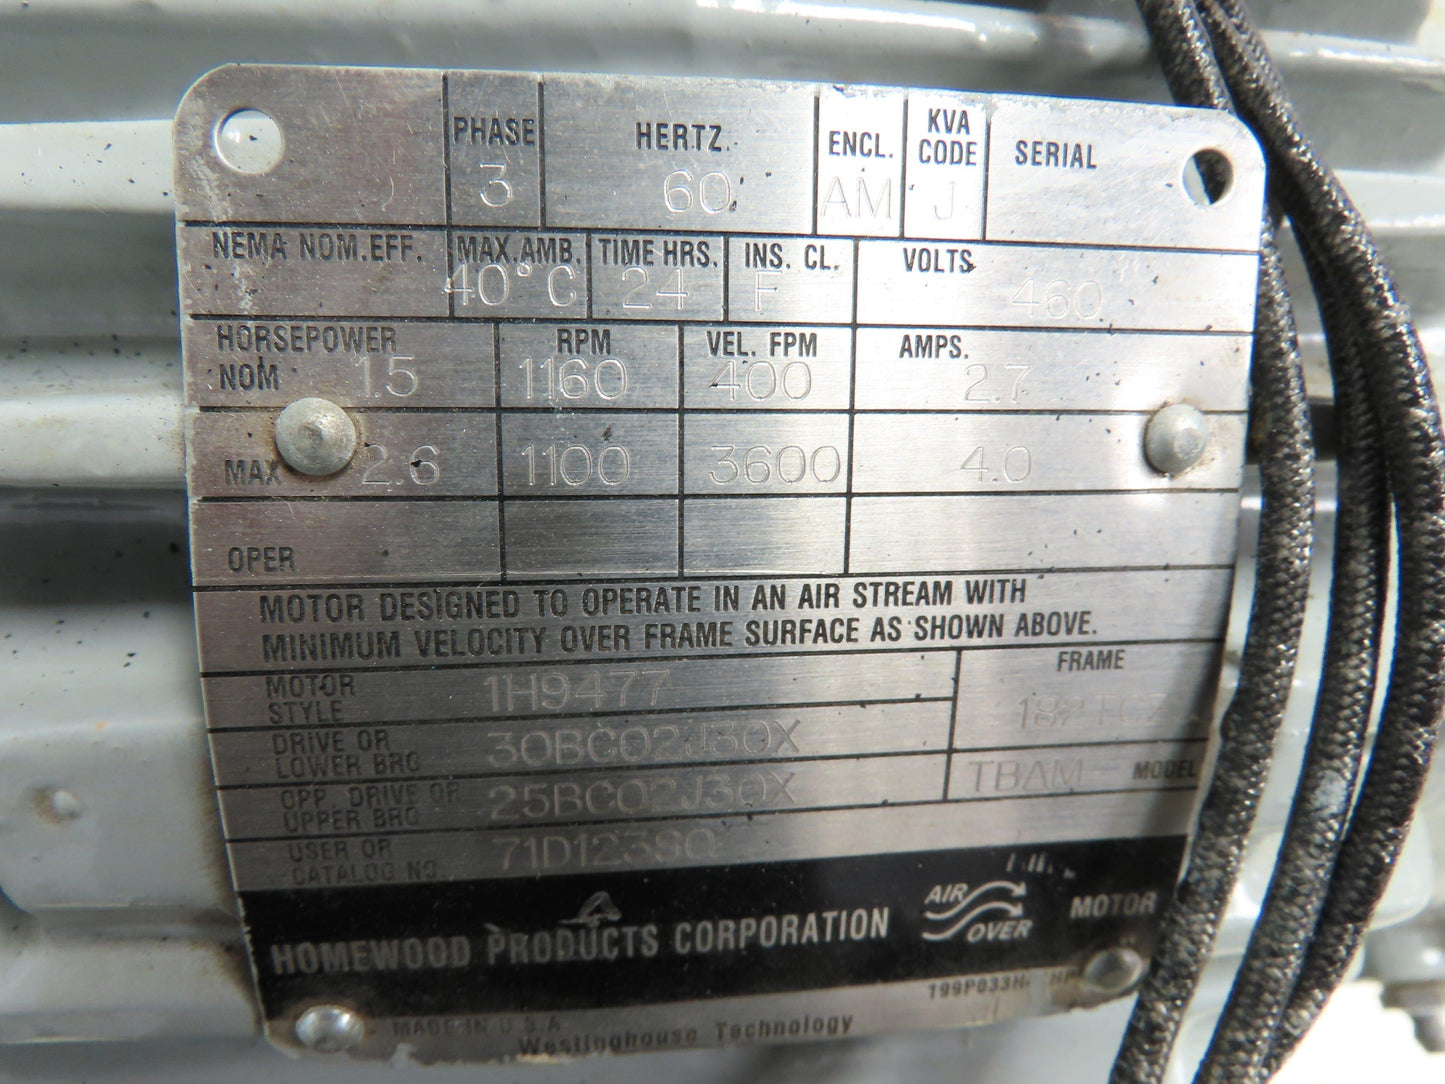 PHASE HERTZ ENCL. KVA CODE SERIAL
3 60 AM J
NEMA NOM. EFF. MAX. AMB. TIME HRS. INS. CL. VOLTS
40°C 24 F 460
HORSEPOWER RPM VEL. FPM AMPS.
NOM 1.5 1160 400 2.7
MAX 2.6 1100 3600 4.0
OPER
MOTOR DESIGNED TO OPERATE IN AN AIR STREAM WITH
MINIMUM VELOCITY OVER FRAME SURFACE AS SHOWN ABOVE.
MOTOR STYLE 1H9477 FRAME
DRIVE OR LOWER BRG 30BC02J30X
OPP. DRIVE OR UPPER BRG 25BC02J30X TBAM MODEL
USER OR CATALOG NO. 71D12380
HOMEWOOD PRODUCTS CORPORATION AIR OVER MOTOR
199P033H
MADE IN U.S.A.
Westinghouse Technology